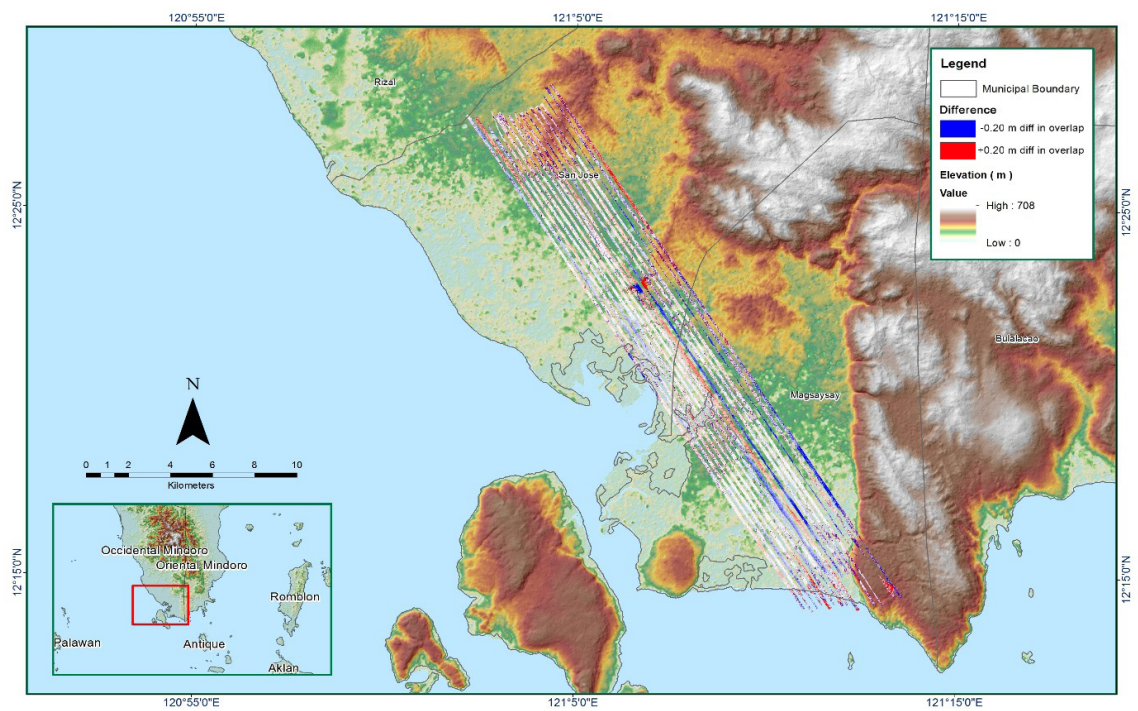 120°55'0"E
121°5'0"E
121°15'0"E
Rizal
San Jose
Magsaysay
Bulalacao
12°25'0"N
12°25'0"N
12°15'0"N
12°15'0"N
Legend
Municipal Boundary
Difference
-0.20 m diff in overlap
+0.20 m diff in overlap
Elevation ( m )
Value
- High : 708
Low : 0
N
0 1 2 4 6 8 10
Kilometers
Occidental Mindoro
Oriental Mindoro
Romblon
Palawan
Antique
Aklan
120°55'0"E
121°5'0"E
121°15'0"E